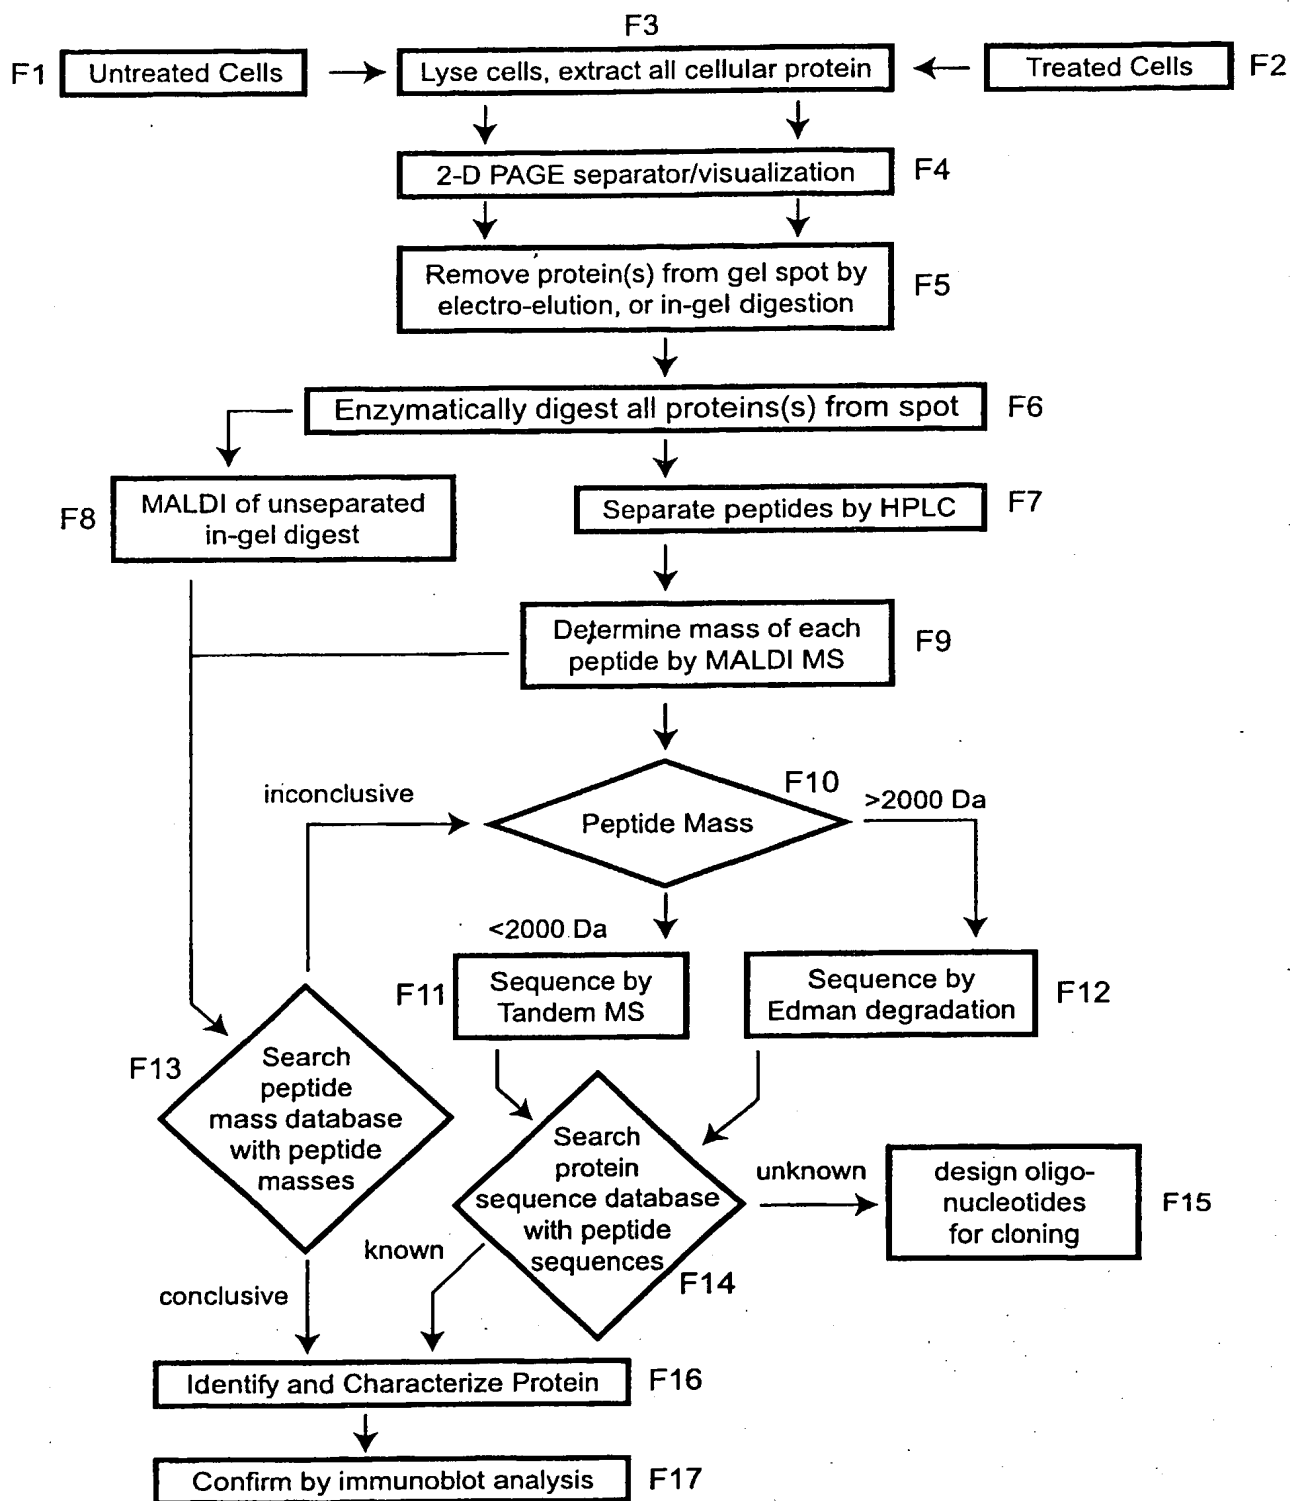 F3
F1
Untreated Cells
Lyse cells, extract all cellular protein
Treated Cells
F2
2-D PAGE separator/visualization
F4
Remove protein(s) from gel spot by
electro-elution, or in-gel digestion
F5
Enzymatically digest all proteins(s) from spot
F6
F8
MALDI of unseparated
in-gel digest
Separate peptides by HPLC
F7
Determine mass of each
peptide by MALDI MS
F9
inconclusive
F10
>2000 Da
Peptide Mass
<2000 Da
F11
Sequence by
Tandem MS
Sequence by
Edman degradation
F12
F13
Search
peptide
mass database
with peptide
masses
Search
protein
sequence database
with peptide
sequences
F14
unknown
design oligo-
nucleotides
for cloning
F15
known
conclusive
Identify and Characterize Protein
F16
Confirm by immunoblot analysis
F17